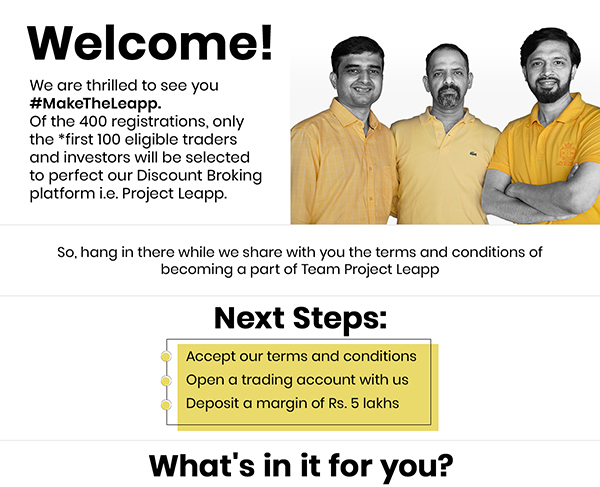 Welcome!
We are thrilled to see you
#MakeTheLeapp.
Of the 400 registrations, only
the *first 100 eligible traders
and investors will be selected
to perfect our Discount Broking
platform i.e. Project Leapp.
So, hang in there while we share with you the terms and conditions of
becoming a part of Team Project Leapp
Next Steps:
Accept our terms and conditions
Open a trading account with us
Deposit a margin of Rs. 5 lakhs
What's in it for you?